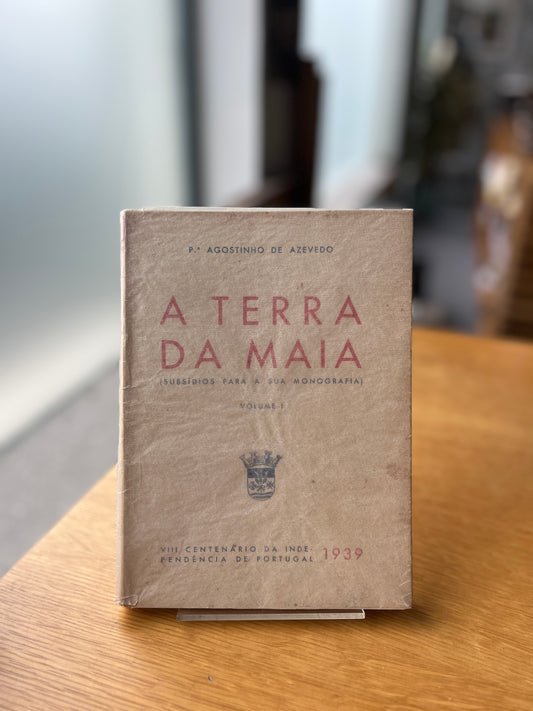 P.ᵉ AGOSTINHO DE AZEVEDO
A TERRA
DA MAIA
(SUBSÍDIOS PARA A SUA MONOGRAFIA)
VOLUME I
VIII CENTENÁRIO DA INDE-
PENDÊNCIA DE PORTUGAL 1939